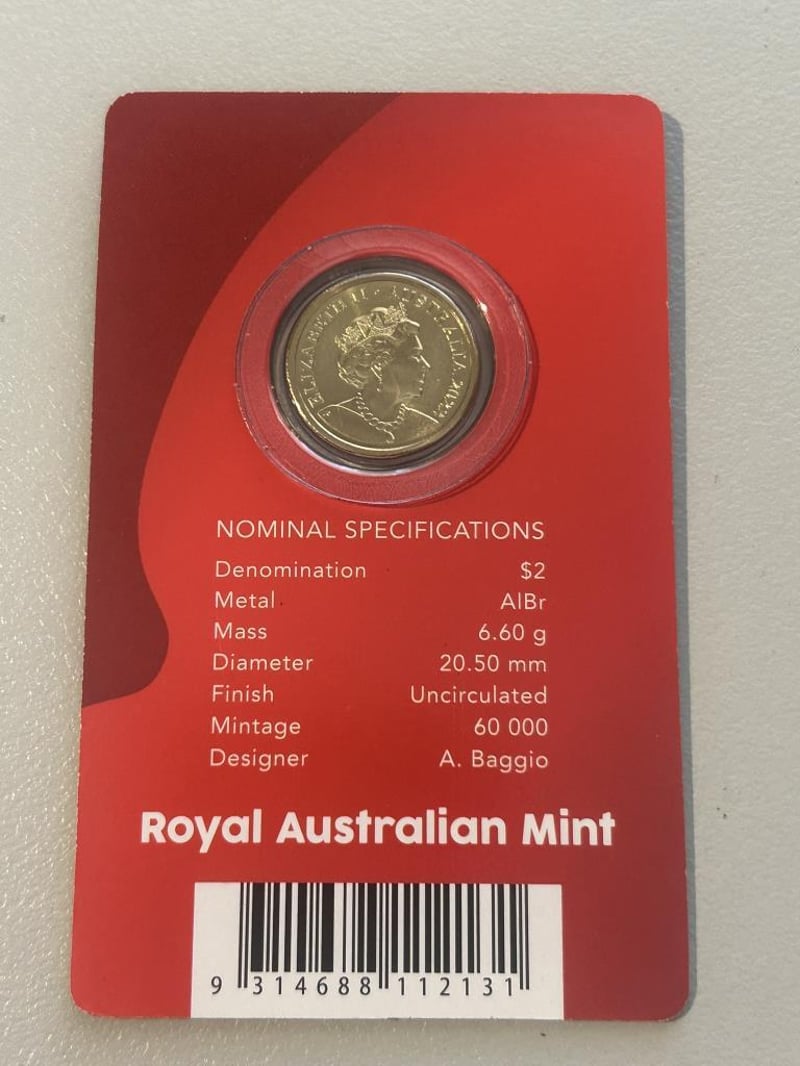 ELIZABETH II • AUSTRALIA
NOMINAL SPECIFICATIONS
Denomination $2
Metal AlBr
Mass 6.60 g
Diameter 20.50 mm
Finish Uncirculated
Mintage 60 000
Designer A. Baggio
Royal Australian Mint
9 314688 112131